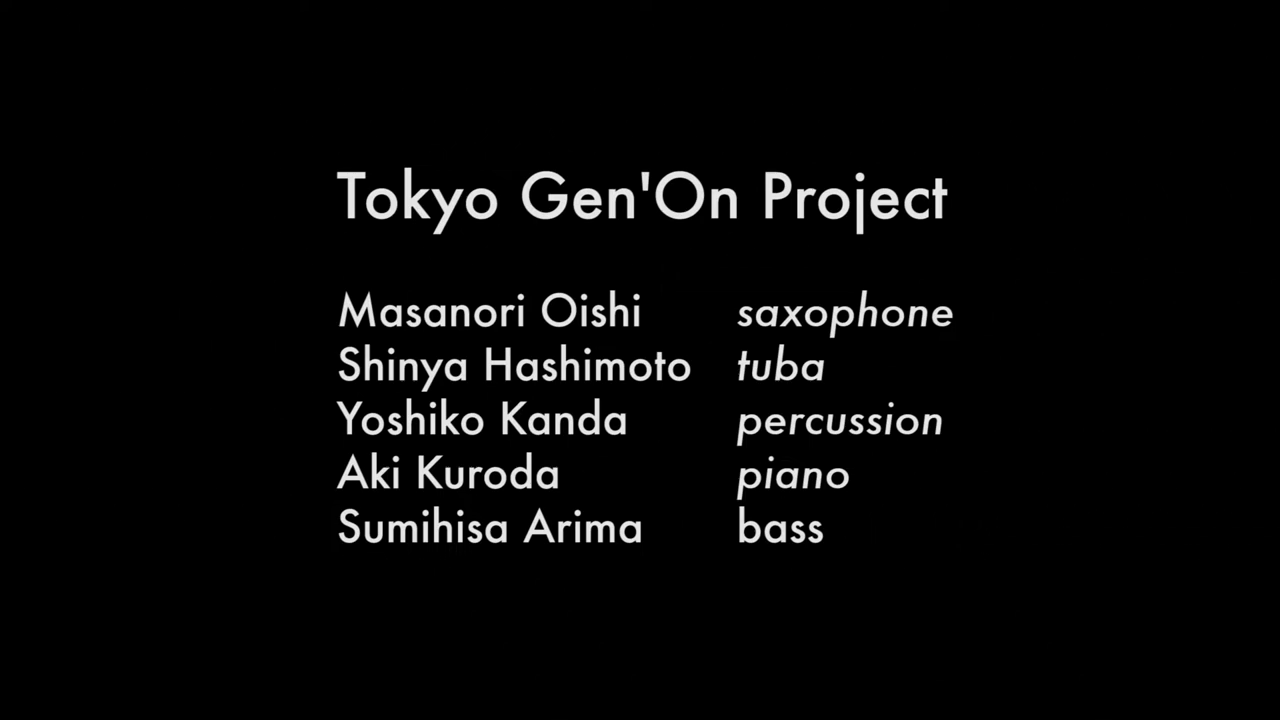 Tokyo Gen'On Project
Masanori Oishi saxophone
Shinya Hashimoto tuba
Yoshiko Kanda percussion
Aki Kuroda piano
Sumihisa Arima bass